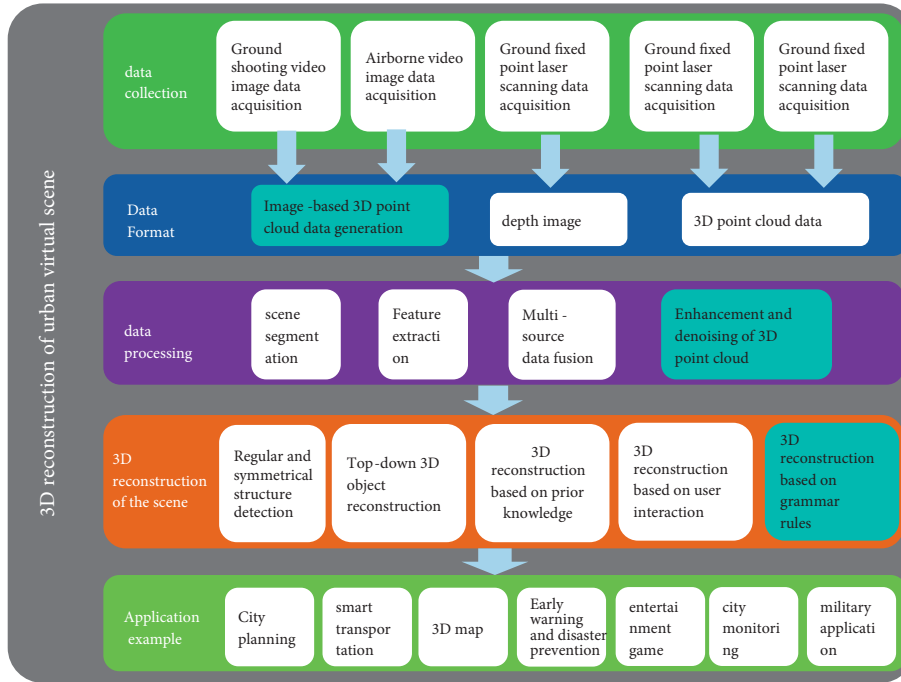 3D reconstruction of urban virtual scene
data
collection
Ground
shooting video
image data
acquisition
Airborne video
image data
acquisition
Ground fixed
point laser
scanning data
acquisition
Ground fixed
point laser
scanning data
acquisition
Ground fixed
point laser
scanning data
acquisition
Data
Format
Image -based 3D point
cloud data generation
depth image
3D point cloud data
data
processing
scene
segment
ation
Feature
extracti
on
Multi -
source
data fusion
Enhancement and
denoising of 3D
point cloud
3D
reconstruction
of the scene
Regular and
symmetrical
structure
detection
Top-down 3D
object
reconstruction
3D
reconstruction
based on prior
knowledge
3D
reconstruction
based on user
interaction
3D
reconstruction
based on
grammar
rules
Application
example
City
planning
smart
transpor
tation
3D map
Early
warning
and disaster
prevention
entertai
nment
game
city
monitori
ng
military
applicati
on